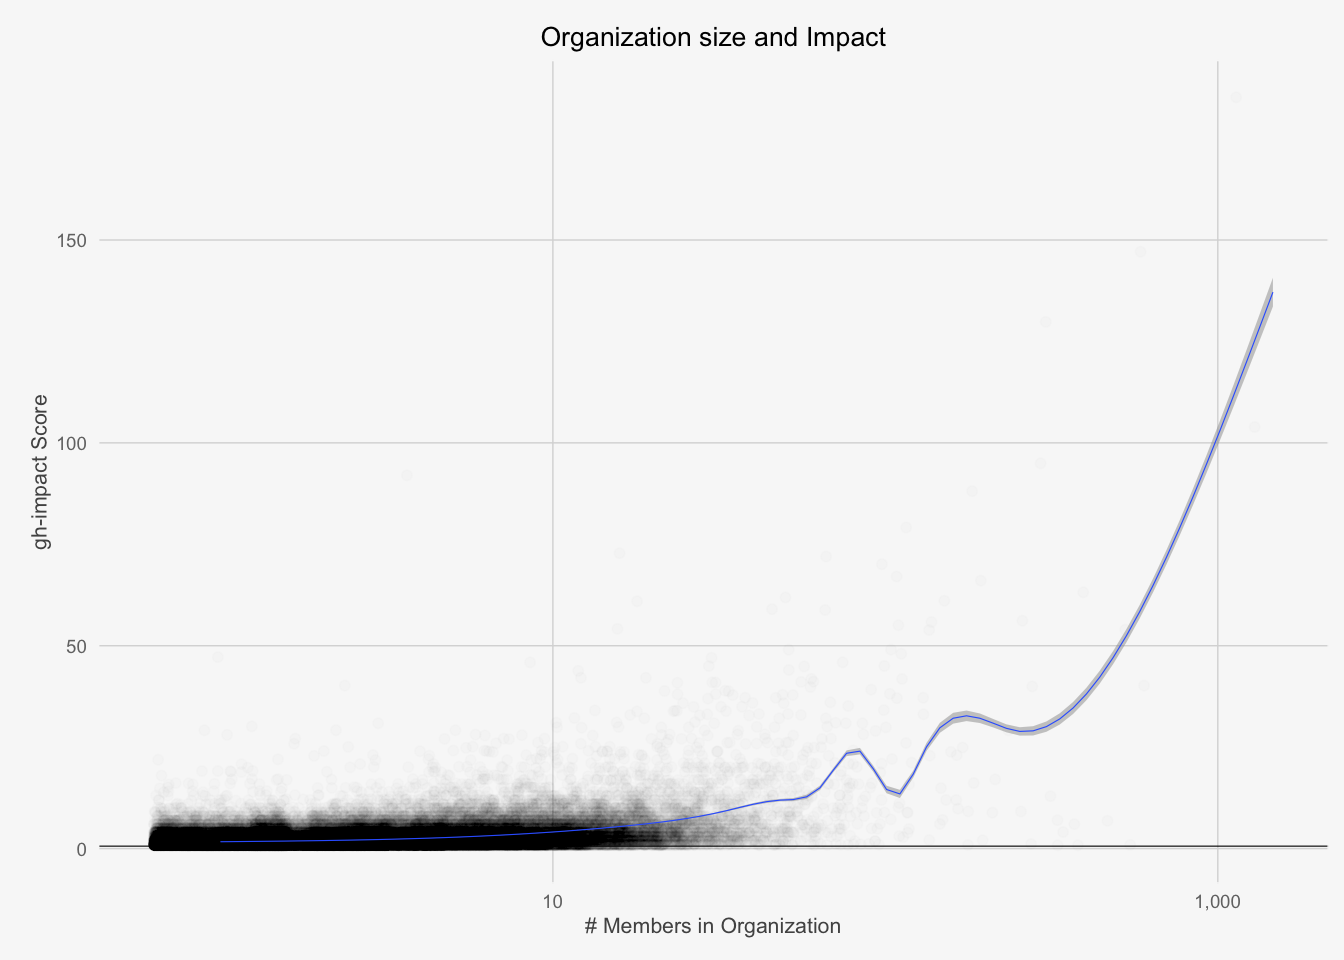 Organization size and Impact
gh-impact Score
150
100
50
0
10
1,000
# Members in Organization